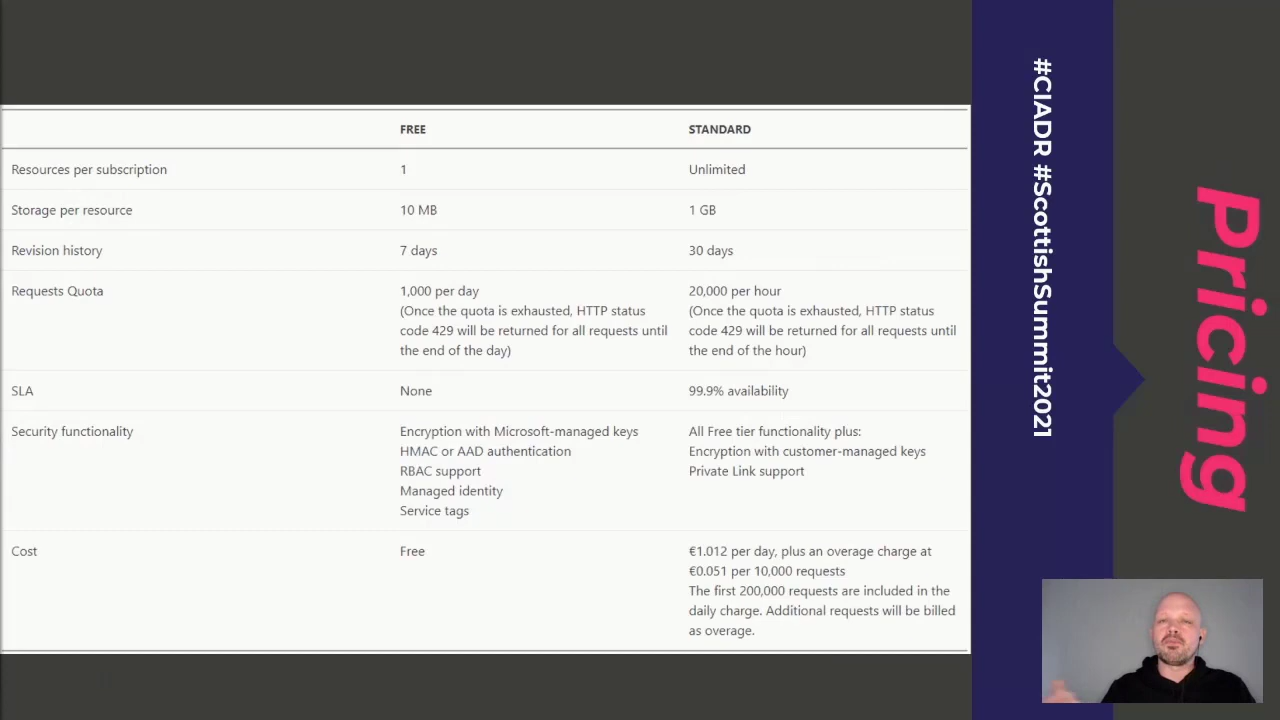 FREE STANDARD
Resources per subscription 1 Unlimited
Storage per resource 10 MB 1 GB
Revision history 7 days 30 days
Requests Quota 1,000 per day 20,000 per hour
(Once the quota is exhausted, HTTP status (Once the quota is exhausted, HTTP status
code 429 will be returned for all requests until code 429 will be returned for all requests until
the end of the day) the end of the hour)
SLA None 99.9% availability
Security functionality Encryption with Microsoft-managed keys All Free tier functionality plus:
HMAC or AAD authentication Encryption with customer-managed keys
RBAC support Private Link support
Managed identity
Service tags
Cost Free €1.012 per day, plus an overage charge at
€0.051 per 10,000 requests
The first 200,000 requests are included in the
daily charge. Additional requests will be billed
as overage.
#CIADR #ScottishSummit2021
Pricing